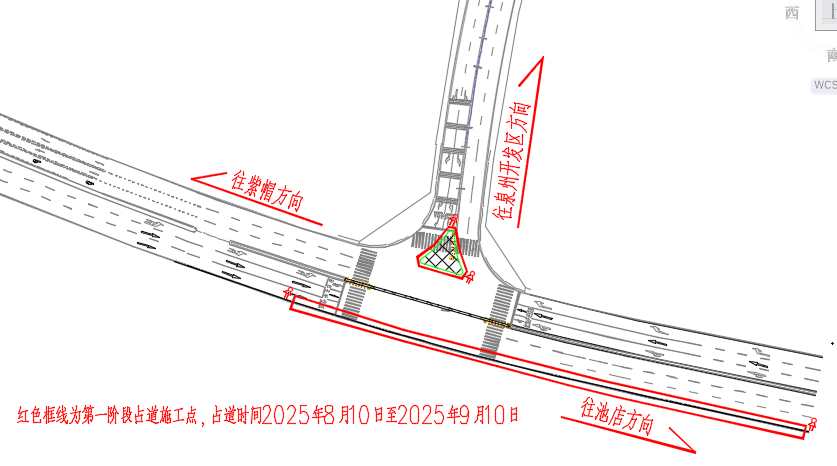 西
上
南
WCS
往泉州开发区方向
往紫帽方向
往池店方向
红色框线为第一阶段占道施工点，占道时间2025年8月10日至2025年9月10日